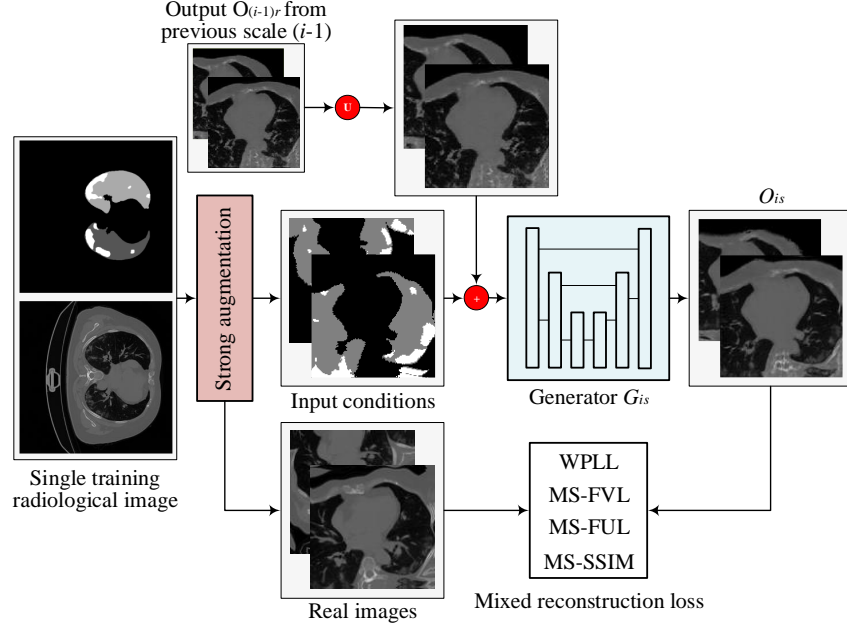 Output O(i-1)r from
previous scale (i-1)
U
Strong augmentation
Input conditions
+
Generator Gis
Ois
Single training
radiological image
Real images
WPLL
MS-FVL
MS-FUL
MS-SSIM
Mixed reconstruction loss